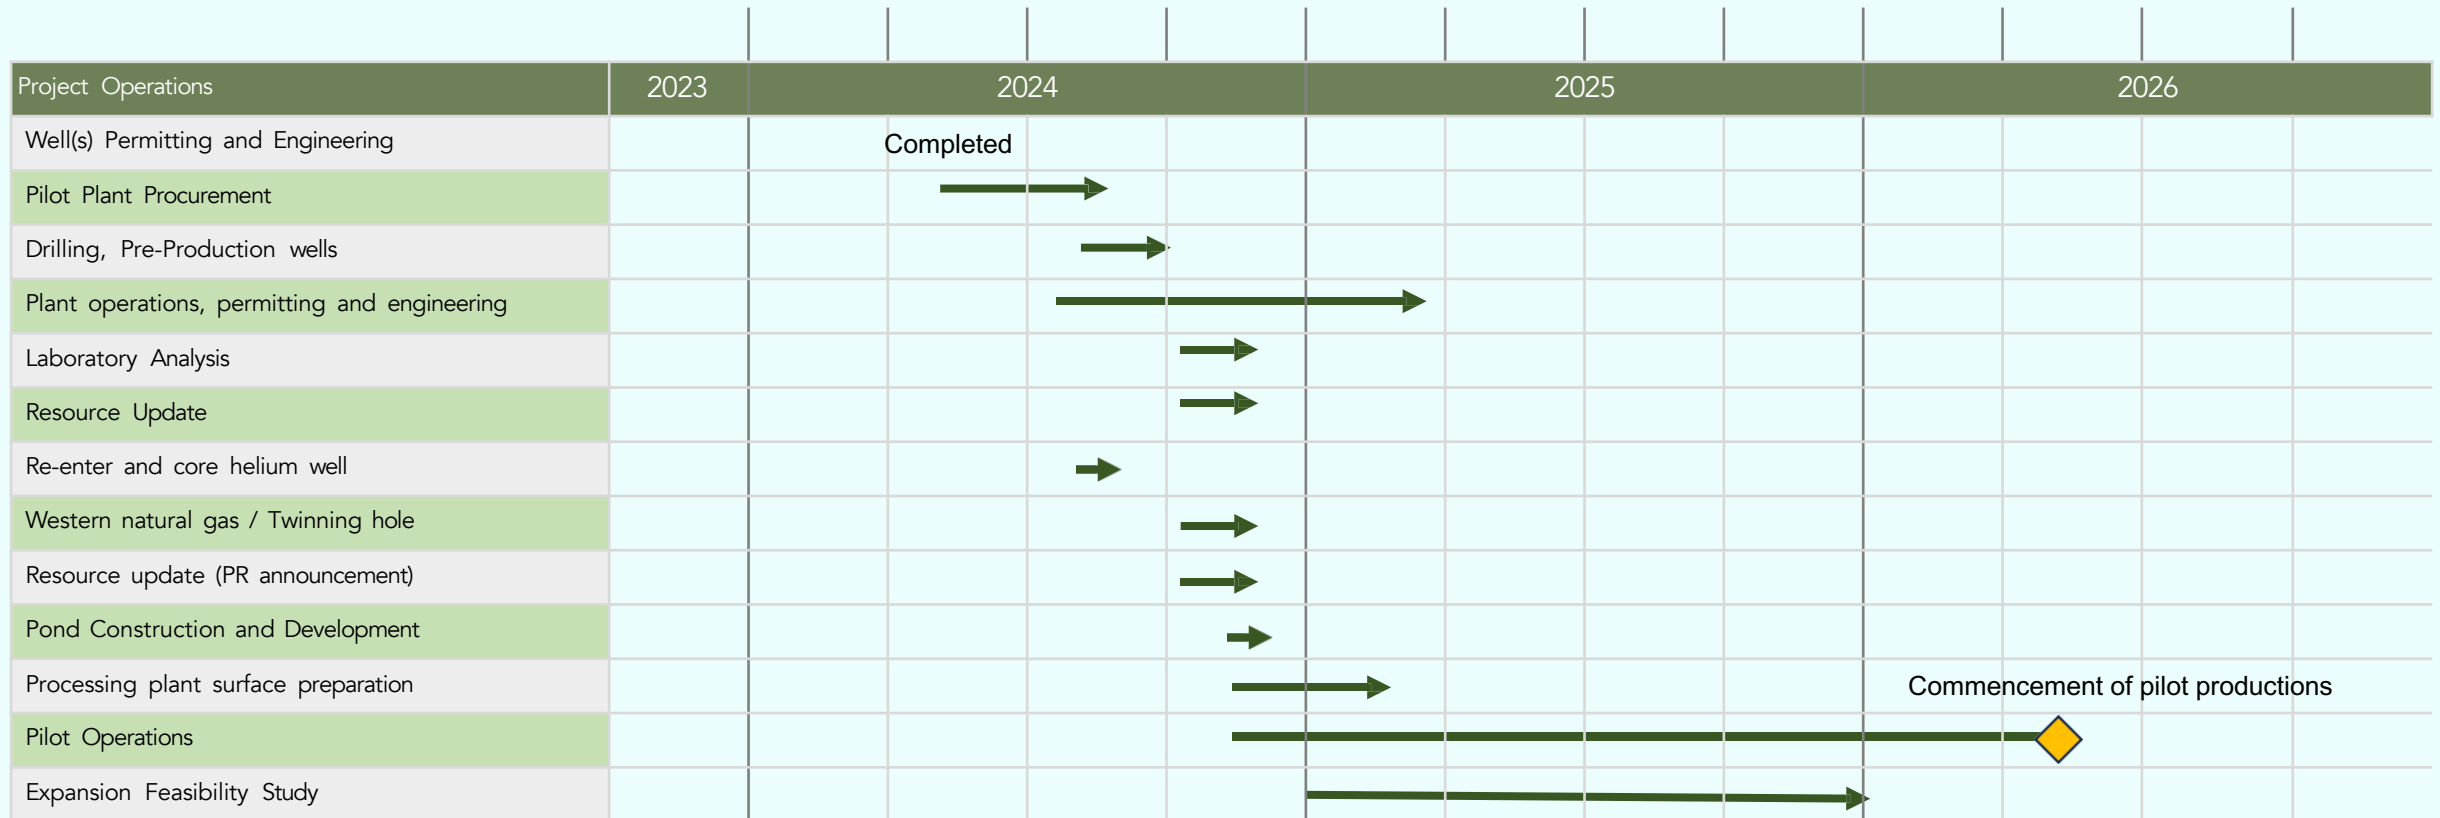 Project Operations 2023 2024 2025 2026
Well(s) Permitting and Engineering Completed
Pilot Plant Procurement
Drilling, Pre-Production wells
Plant operations, permitting and engineering
Laboratory Analysis
Resource Update
Re-enter and core helium well
Western natural gas / Twinning hole
Resource update (PR announcement)
Pond Construction and Development
Processing plant surface preparation Commencement of pilot productions
Pilot Operations
Expansion Feasibility Study